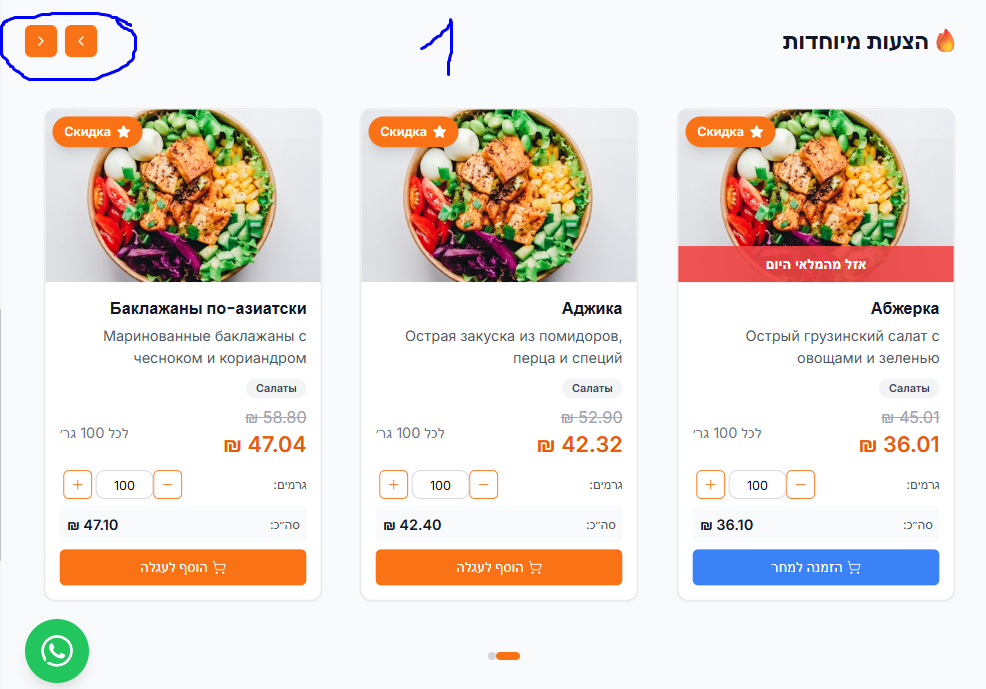 הצעות מיוחדות
1
Скидка
אזל מהמלאי היום
Абжерка
Острый грузинский салат с
овощами и зеленью
Салаты
₪ 45.01
₪ 36.01
לכל 100 גר׳
גרמים:
100
סה״כ:
₪ 36.10
הזמנה למחר
Скидка
Аджика
Острая закуска из помидоров,
перца и специй
Салаты
₪ 52.90
₪ 42.32
לכל 100 גר׳
גרמים:
100
סה״כ:
₪ 42.40
הוסף לעגלה
Скидка
Баклажаны по-азиатски
Маринованные баклажаны с
чесноком и кориандром
Салаты
₪ 58.80
₪ 47.04
לכל 100 גר׳
גרמים:
100
סה״כ:
₪ 47.10
הוסף לעגלה